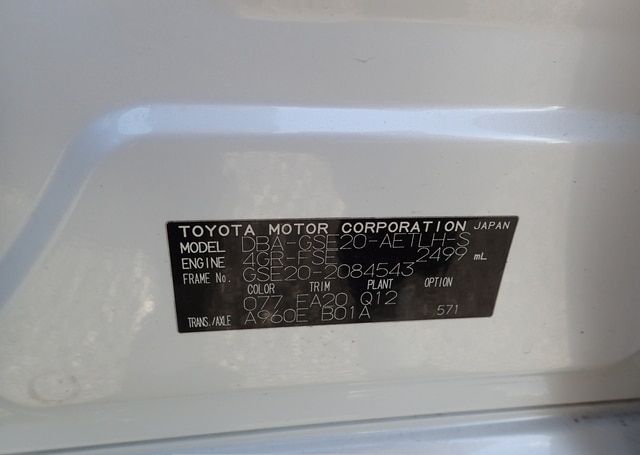 TOYOTA MOTOR CORPORATION JAPAN
MODEL DBA-GSE20-AETLH-S
ENGINE 4GR-FSE 2499 mL
FRAME No. GSE20-2084543
COLOR TRIM PLANT OPTION
077 FA20 Q12
TRANS./AXLE A960E B01A 571